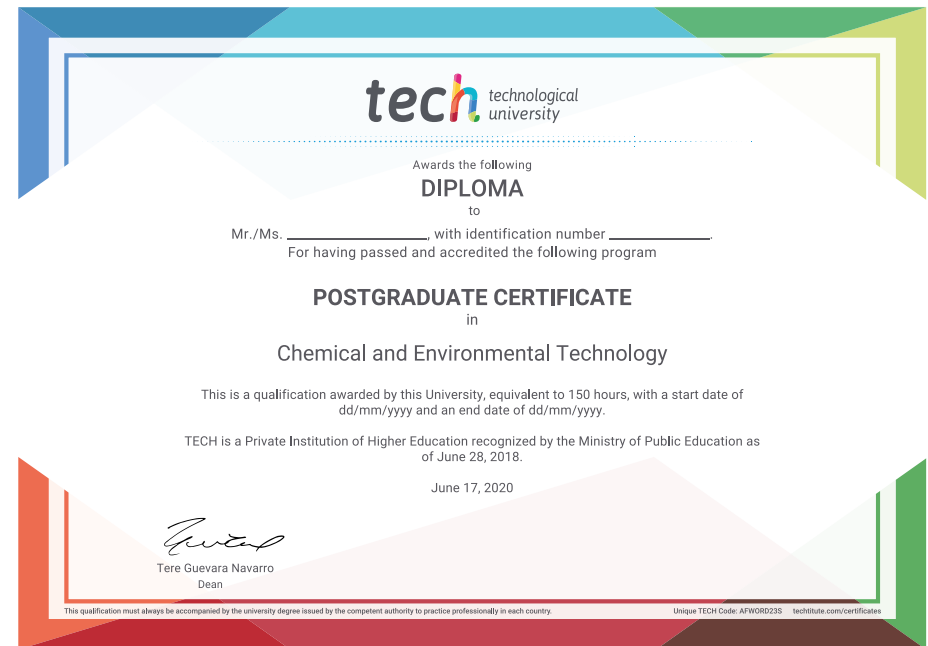 tech technological
university
Awards the following
DIPLOMA
to
Mr./Ms. ____________________, with identification number ______________.
For having passed and accredited the following program
POSTGRADUATE CERTIFICATE
in
Chemical and Environmental Technology
This is a qualification awarded by this University, equivalent to 150 hours, with a start date of
dd/mm/yyyy and an end date of dd/mm/yyyy.
TECH is a Private Institution of Higher Education recognized by the Ministry of Public Education as
of June 28, 2018.
June 17, 2020
Tere Guevara Navarro
Dean
This qualification must always be accompanied by the university degree issued by the competent authority to practice professionally in each country.
Unique TECH Code: AFWORD23S techtitute.com/certificates